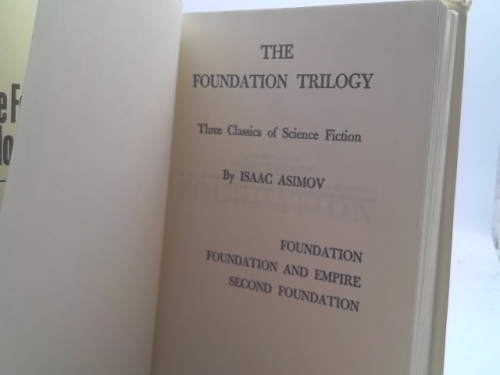 THE
FOUNDATION TRILOGY
Three Classics of Science Fiction
By ISAAC ASIMOV
FOUNDATION
FOUNDATION AND EMPIRE
SECOND FOUNDATION